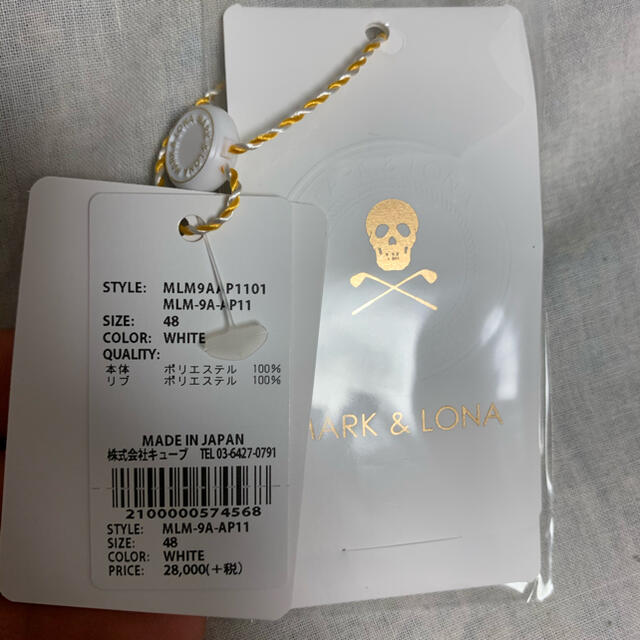 STYLE: MLM9AAP1101
MLM-9A-AP11
SIZE: 48
COLOR: WHITE
QUALITY:
本体 ポリエステル 100%
リブ ポリエステル 100%
MADE IN JAPAN
株式会社キューブ TEL 03-6427-0791
2100000574568
STYLE: MLM-9A-AP11
SIZE: 48
COLOR: WHITE
PRICE: 28,000(+税)
MARK & LONA